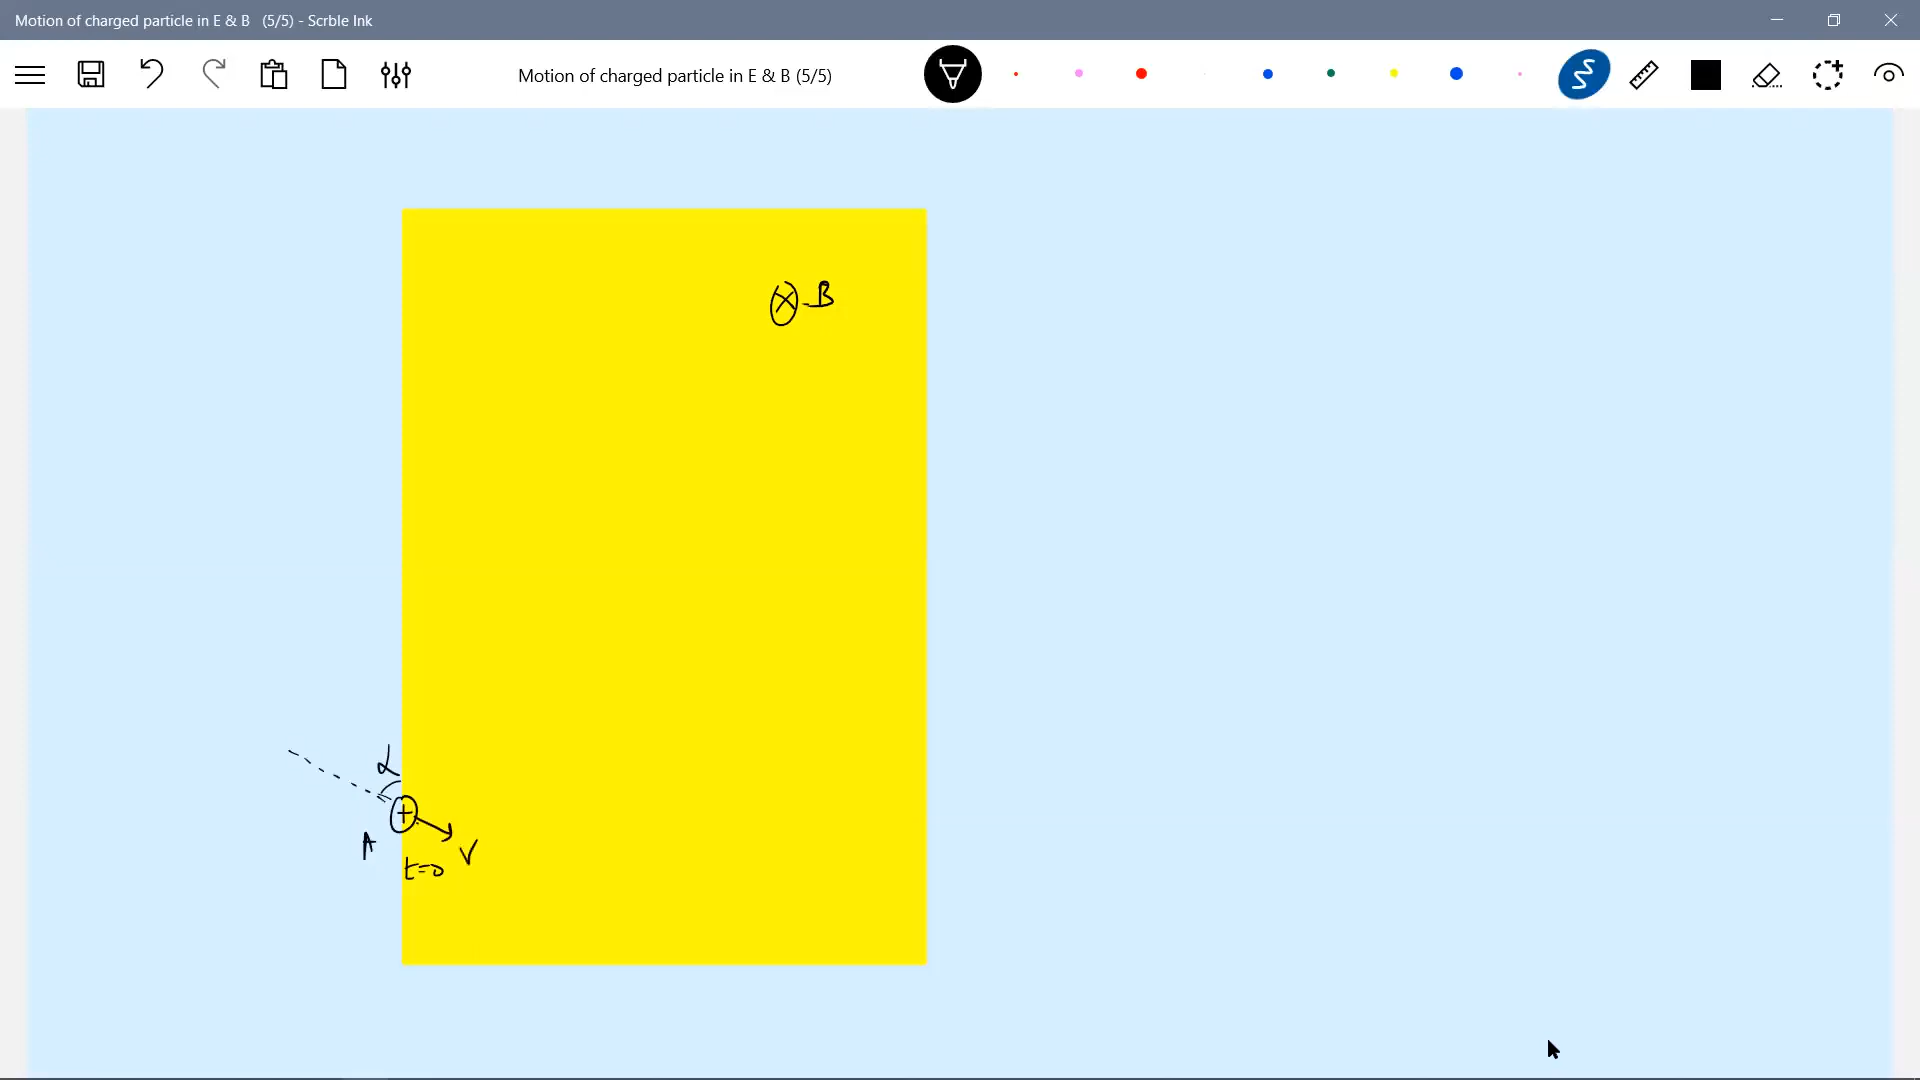 Motion of charged particle in E & B (5/5) - Scrble Ink
Motion of charged particle in E & B (5/5)
B
α
+
A
V
t=0